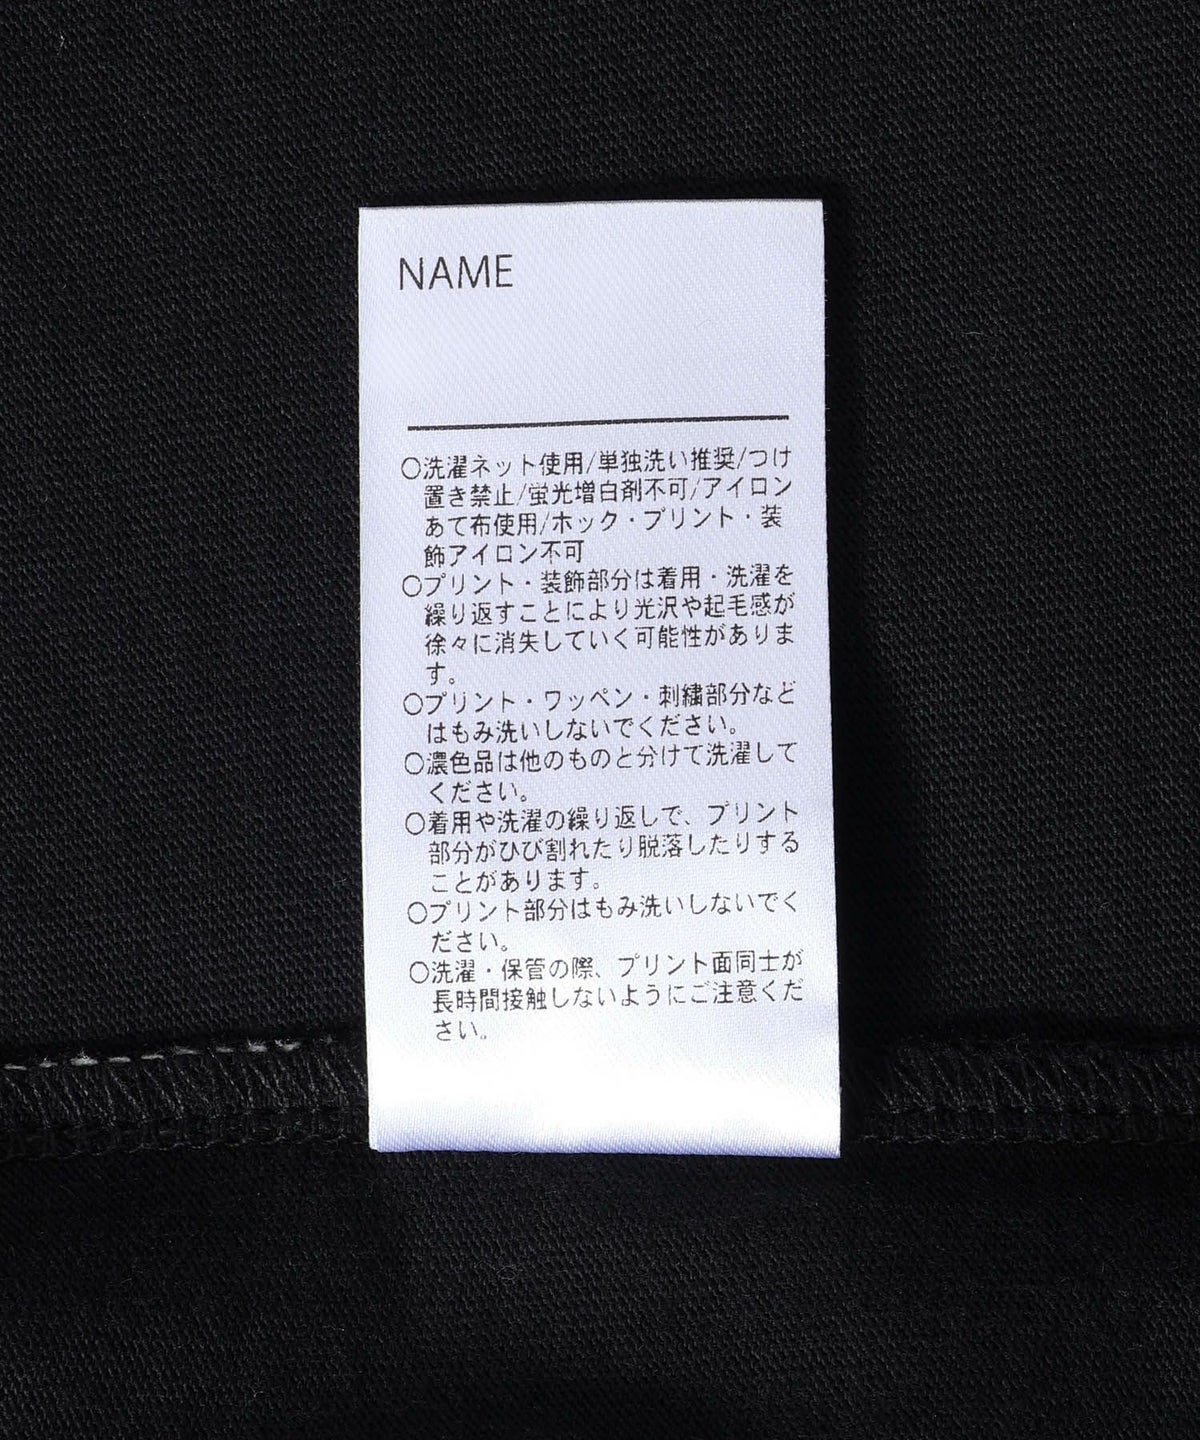 NAME
○洗濯ネット使用/単独洗い推奨/つけ
置き禁止/蛍光増白剤不可/アイロン
あて布使用/ホック・プリント・装
飾アイロン不可
○プリント・装飾部分は着用・洗濯を
繰り返すことにより光沢や起毛感が
徐々に消失していく可能性がありま
す。
○プリント・ワッペン・刺繍部分など
はもみ洗いしないでください。
○濃色品は他のものと分けて洗濯して
ください。
○着用や洗濯の繰り返しで、プリント
部分がひび割れたり脱落したりする
ことがあります。
○プリント部分はもみ洗いしないでく
ださい。
○洗濯・保管の際、プリント面同士が
長時間接触しないようにご注意くだ
さい。